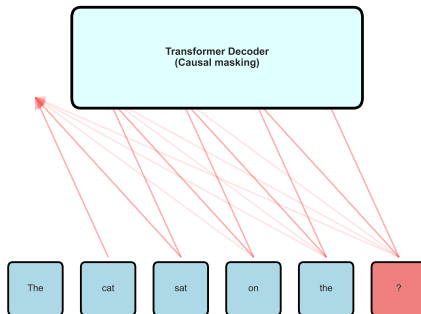 Transformer Decoder
(Causal masking)
The cat sat on the ?